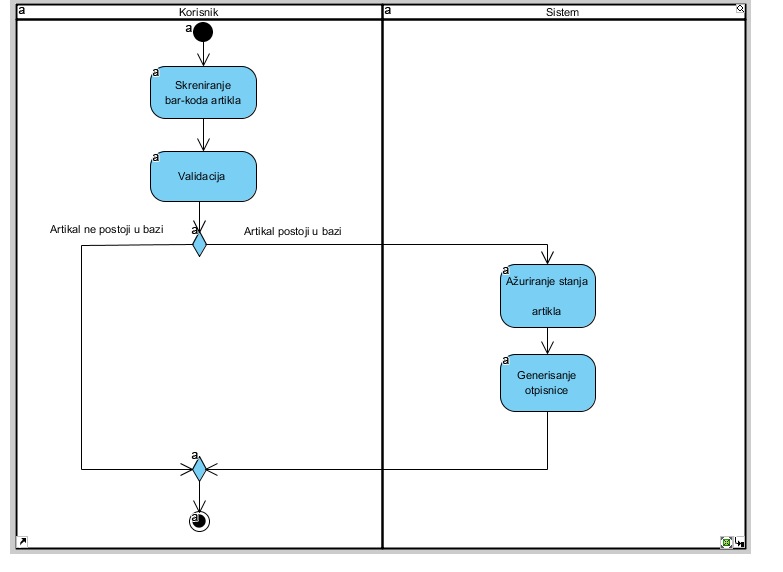 a Korisnik a Sistem
a
a
Skreniranje
bar-koda artikla
a
Validacija
a
Artikal ne postoji u bazi
Artikal postoji u bazi
a
Ažuriranje stanja
artikla
a
Generisanje
otpisnice
a
a